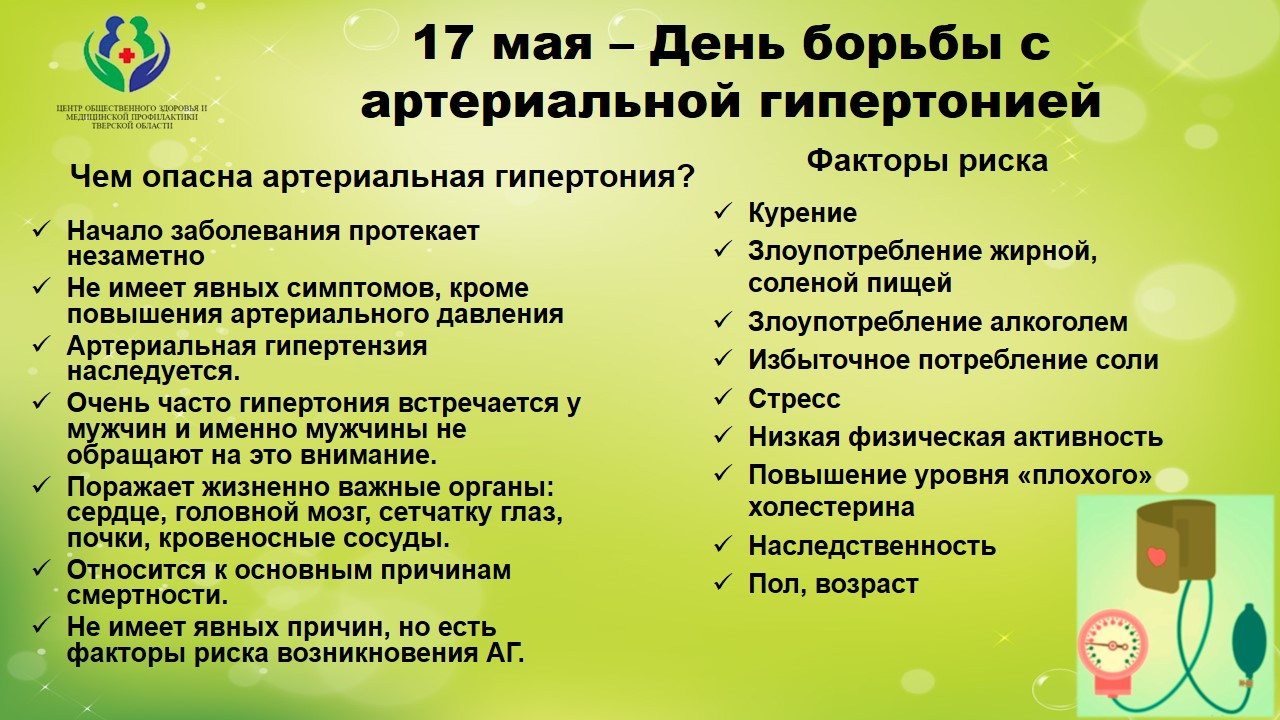 ЦЕНТР ОБЩЕСТВЕННОГО ЗДОРОВЬЯ И
МЕДИЦИНСКОЙ ПРОФИЛАКТИКИ
ТВЕРСКОЙ ОБЛАСТИ
17 мая – День борьбы с
артериальной гипертонией
Чем опасна артериальная гипертония?
✓ Начало заболевания протекает
незаметно
✓ Не имеет явных симптомов, кроме
повышения артериального давления
✓ Артериальная гипертензия
наследуется.
✓ Очень часто гипертония встречается у
мужчин и именно мужчины не
обращают на это внимание.
✓ Поражает жизненно важные органы:
сердце, головной мозг, сетчатку глаз,
почки, кровеносные сосуды.
✓ Относится к основным причинам
смертности.
✓ Не имеет явных причин, но есть
факторы риска возникновения АГ.
Факторы риска
✓ Курение
✓ Злоупотребление жирной,
соленой пищей
✓ Злоупотребление алкоголем
✓ Избыточное потребление соли
✓ Стресс
✓ Низкая физическая активность
✓ Повышение уровня «плохого»
холестерина
✓ Наследственность
✓ Пол, возраст